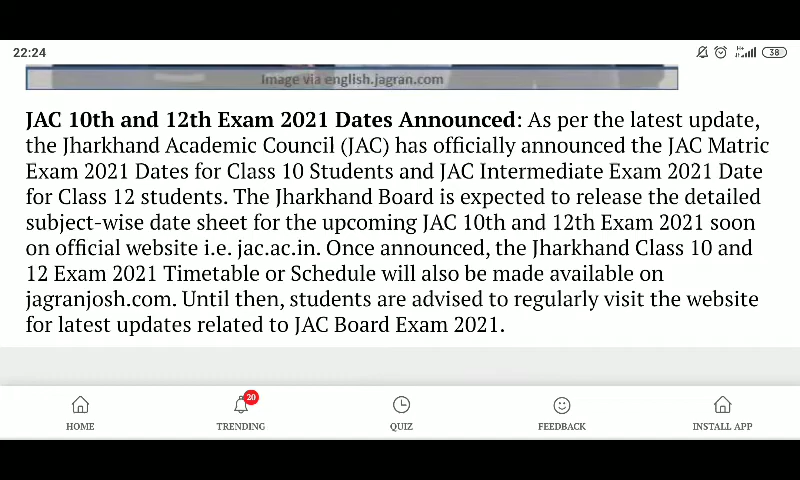 22:24
38
Image via english.jagran.com
JAC 10th and 12th Exam 2021 Dates Announced: As per the latest update,
the Jharkhand Academic Council (JAC) has officially announced the JAC Matric
Exam 2021 Dates for Class 10 Students and JAC Intermediate Exam 2021 Date
for Class 12 students. The Jharkhand Board is expected to release the detailed
subject-wise date sheet for the upcoming JAC 10th and 12th Exam 2021 soon
on official website i.e. jac.ac.in. Once announced, the Jharkhand Class 10 and
12 Exam 2021 Timetable or Schedule will also be made available on
jagranjosh.com. Until then, students are advised to regularly visit the website
for latest updates related to JAC Board Exam 2021.
20
HOME TRENDING QUIZ FEEDBACK INSTALL APP